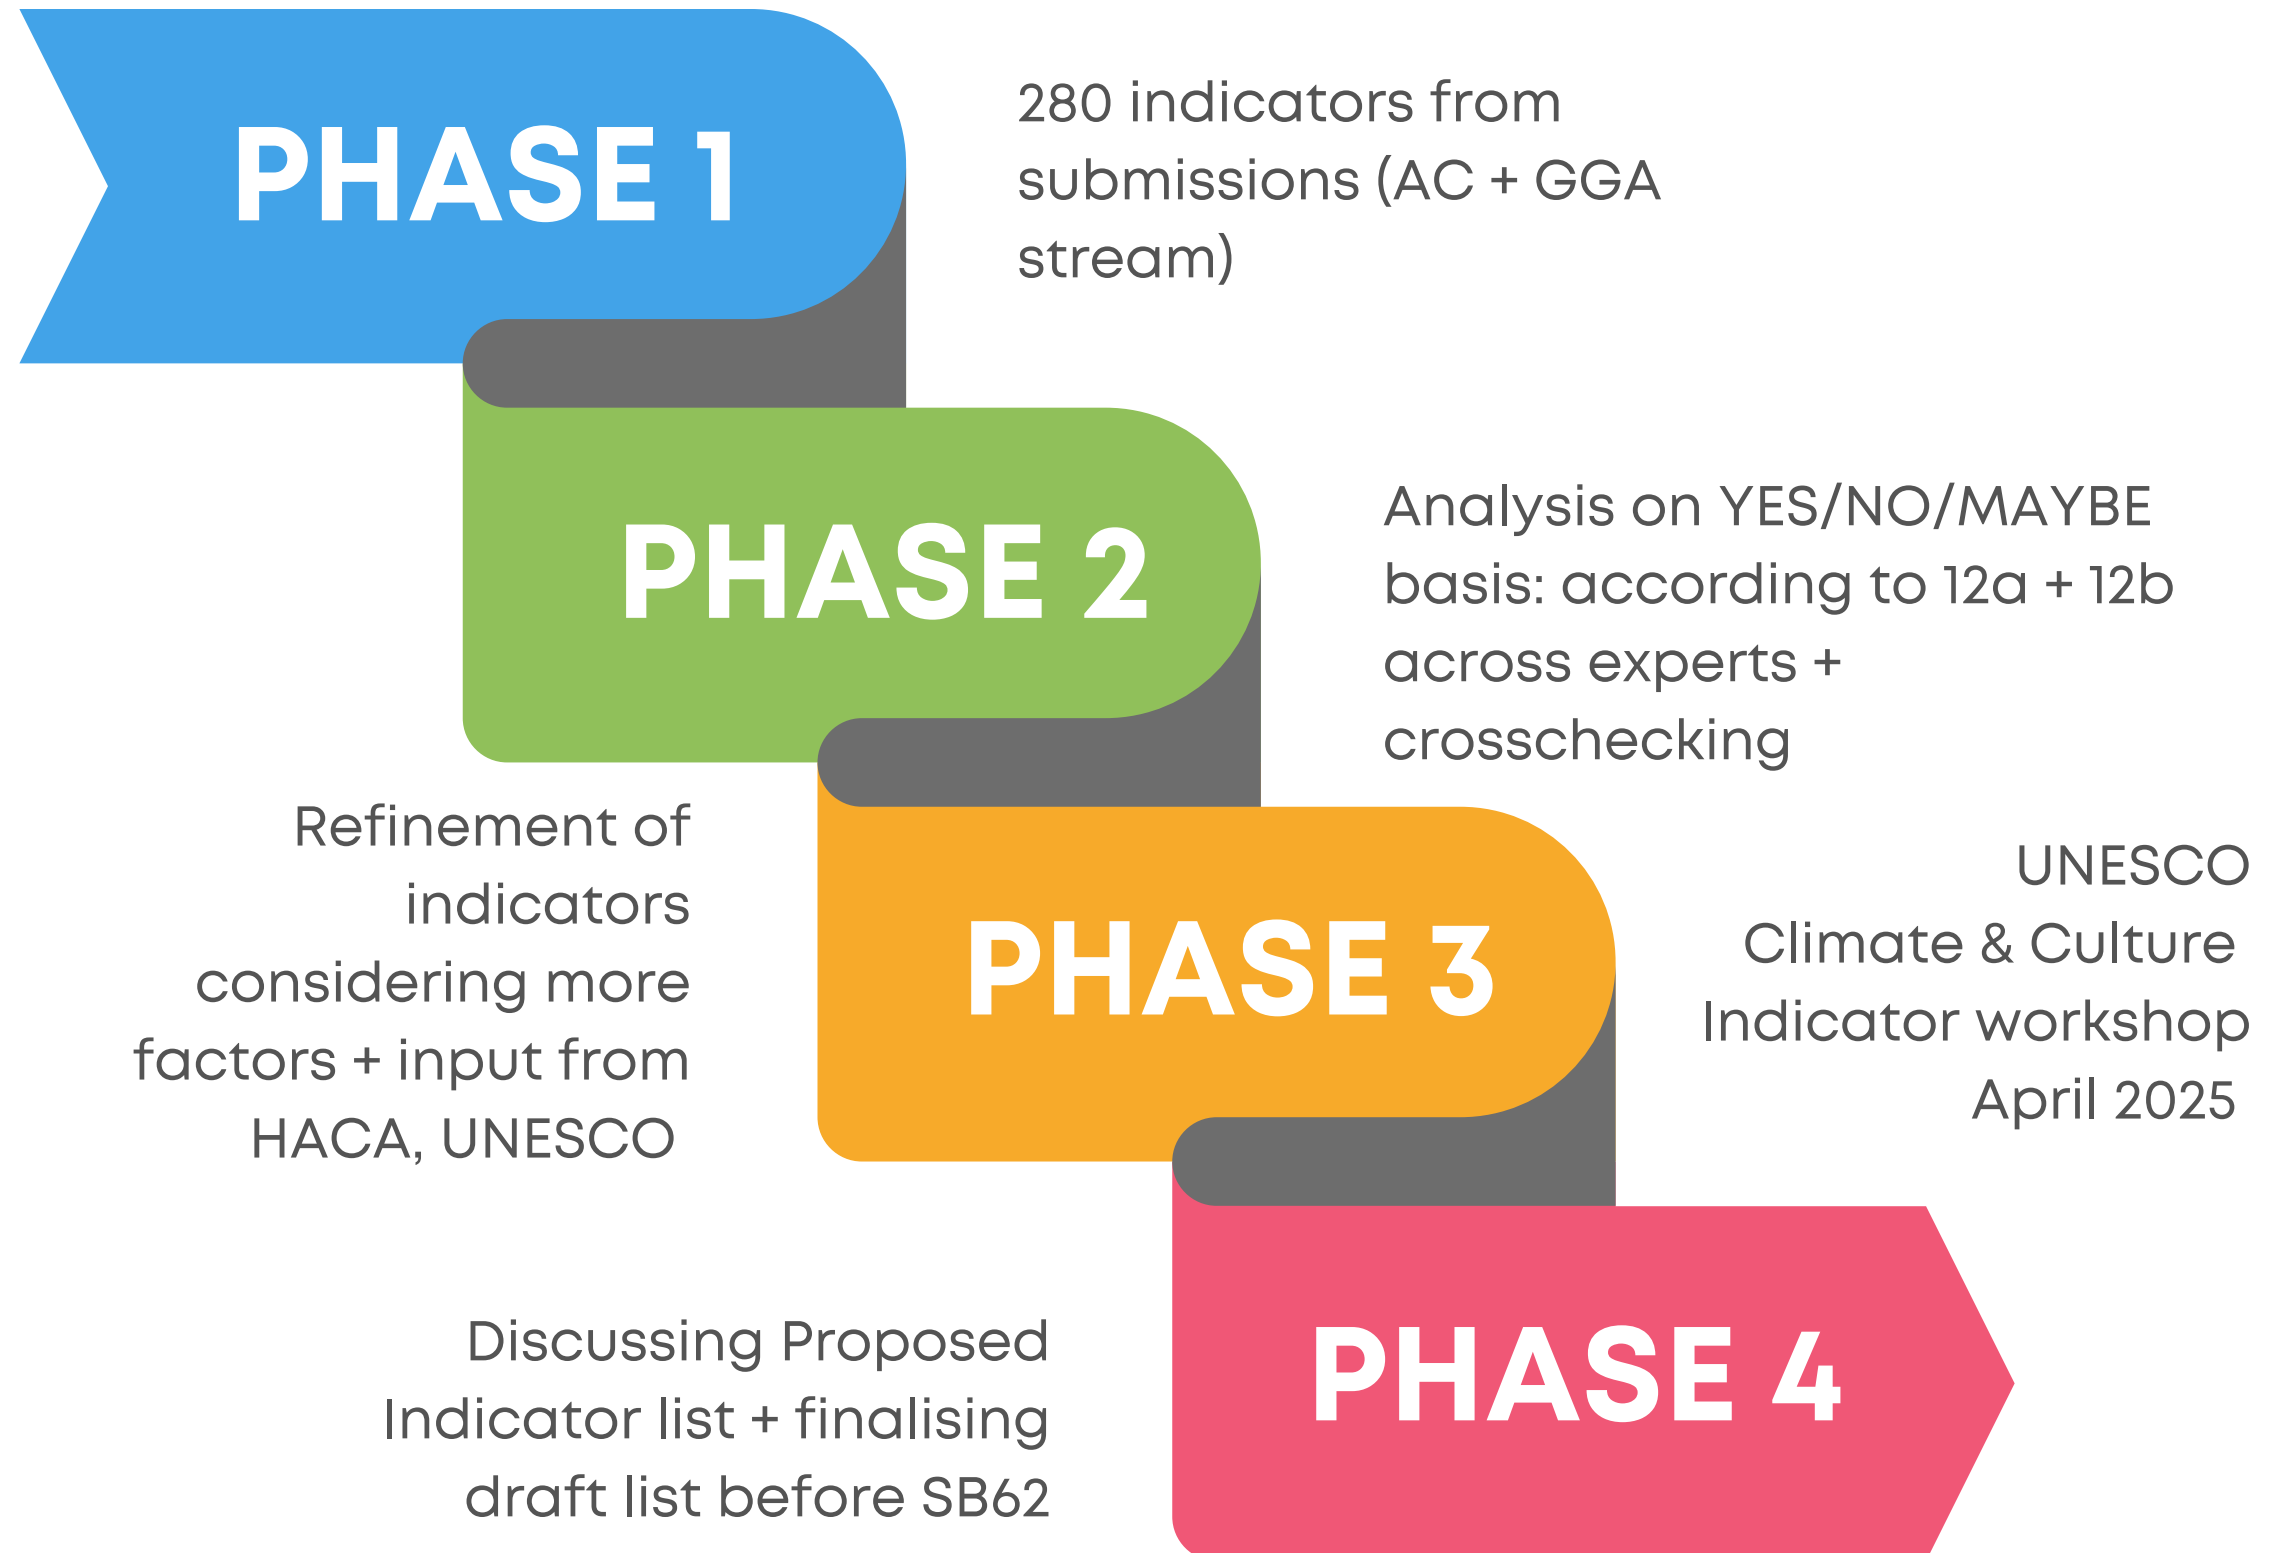 PHASE 1
280 indicators from
submissions (AC + GGA
stream)
PHASE 2
Analysis on YES/NO/MAYBE
basis: according to 12a + 12b
across experts +
crosschecking
Refinement of
indicators
considering more
factors + input from
HACA, UNESCO
PHASE 3
UNESCO
Climate & Culture
Indicator workshop
April 2025
Discussing Proposed
Indicator list + finalising
draft list before SB62
PHASE 4